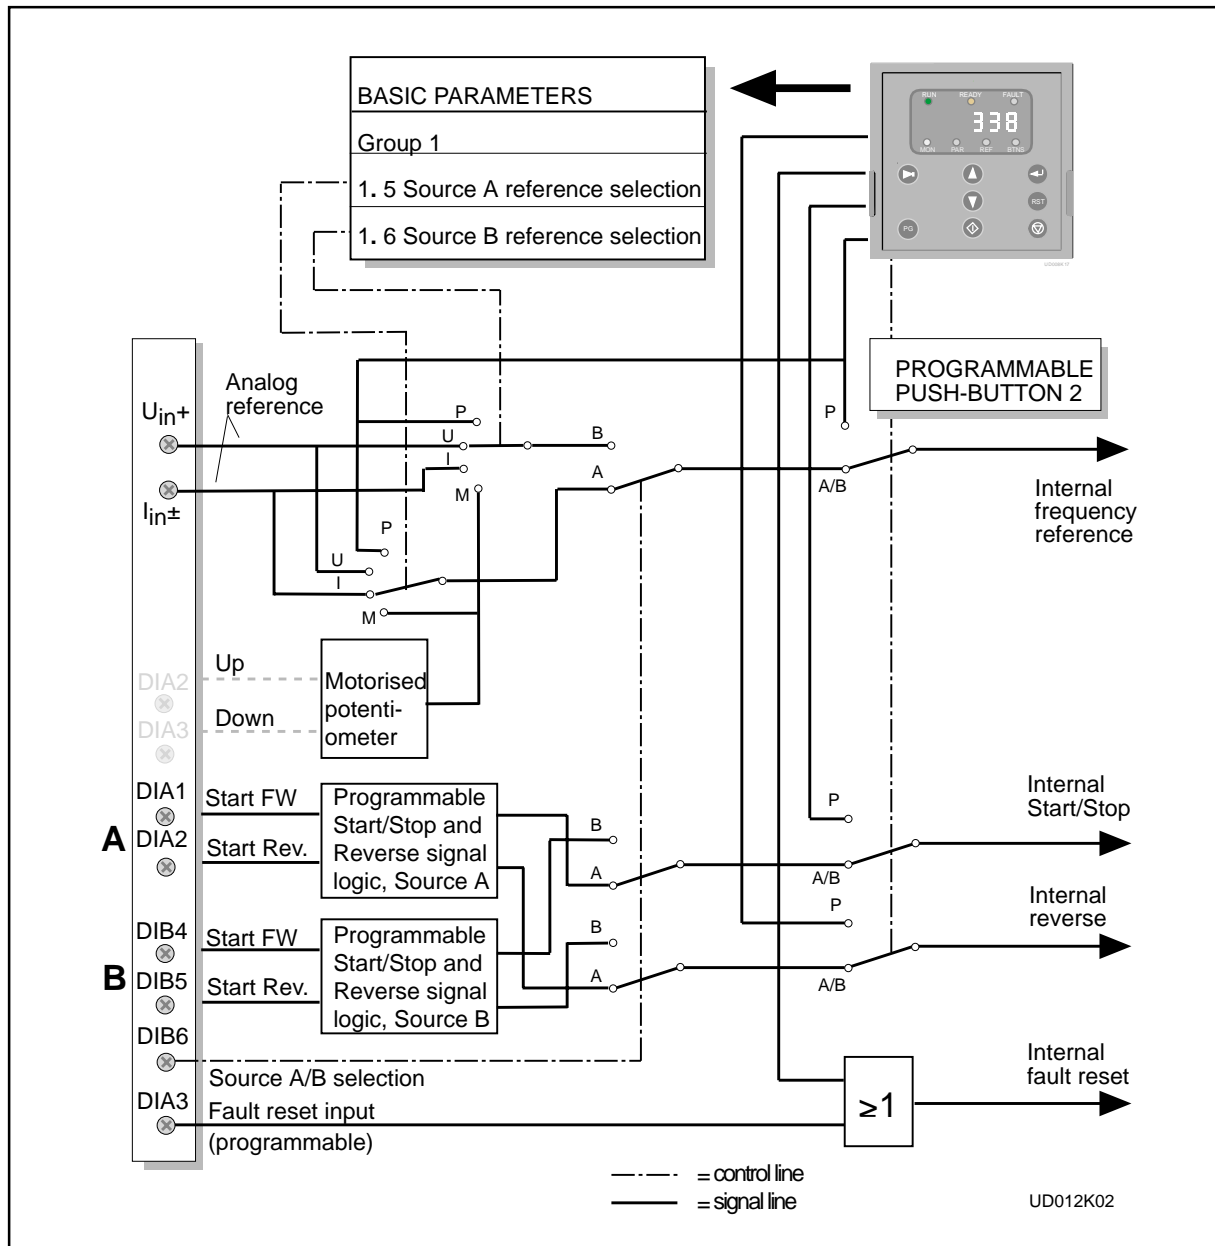 BASIC PARAMETERS
Group 1
1. 5 Source A reference selection
1. 6 Source B reference selection
RUN READY FAULT
338
MON PAR REF BTNS
RST
PG
PROGRAMMABLE
PUSH-BUTTON 2
Analog
reference
Uin+
Iin±
P
U
I
M
B
A
P
A/B
Internal
frequency
reference
P
U
I
M
DIA2
Up
DIA3
Down
Motorised
potenti-
ometer
A
DIA1
Start FW
DIA2
Start Rev.
Programmable
Start/Stop and
Reverse signal
logic, Source A
B
A
P
A/B
Internal
Start/Stop
B
DIB4
Start FW
DIB5
Start Rev.
Programmable
Start/Stop and
Reverse signal
logic, Source B
B
A
P
A/B
Internal
reverse
DIB6
Source A/B selection
DIA3
Fault reset input
(programmable)
≥1
Internal
fault reset
= control line
= signal line
UD012K02